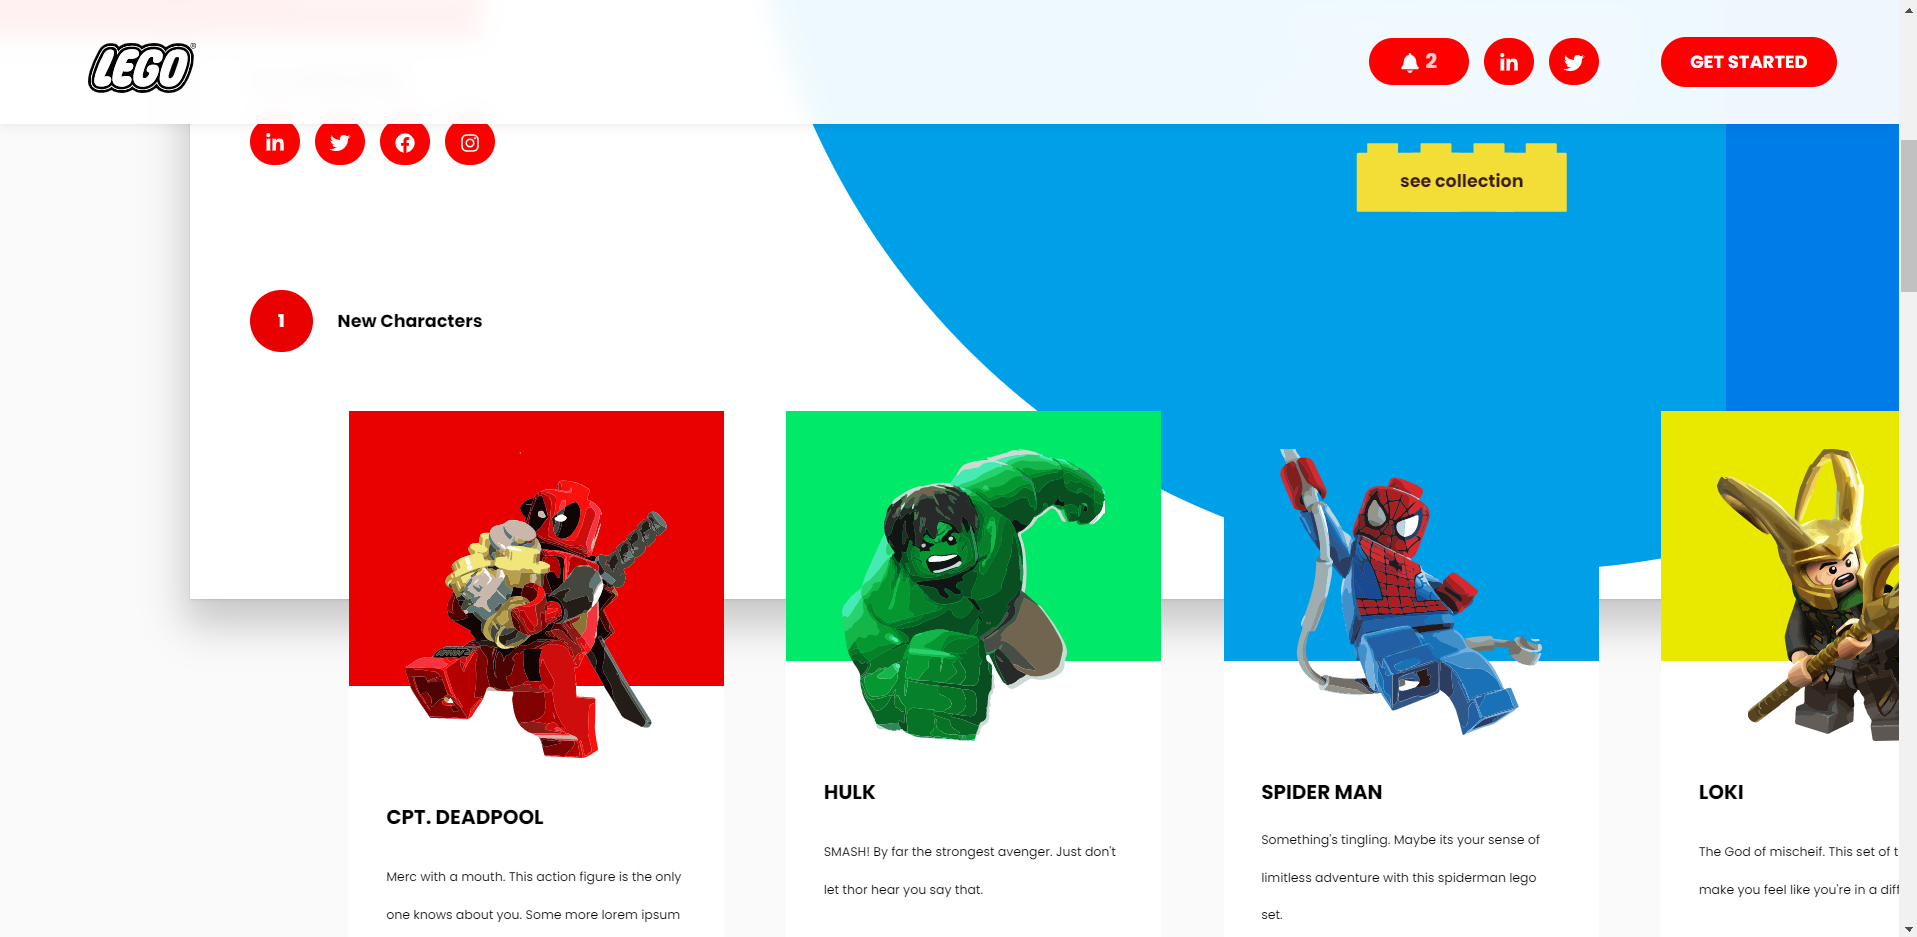 LEGO®
2
GET STARTED
see collection
1
New Characters
CPT. DEADPOOL
Merc with a mouth. This action figure is the only
one knows about you. Some more lorem ipsum
HULK
SMASH! By far the strongest avenger. Just don't
let thor hear you say that.
SPIDER MAN
Something's tingling. Maybe its your sense of
limitless adventure with this spiderman lego
set.
LOKI
The God of mischeif. This set of t
make you feel like you're in a diff